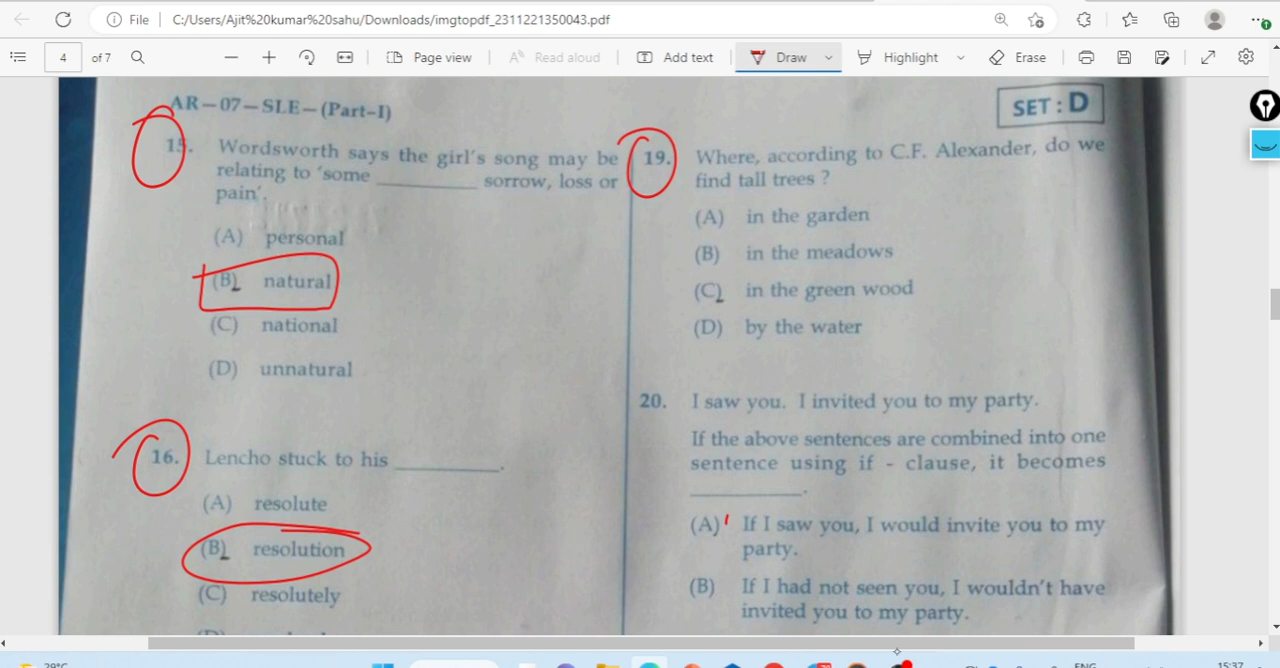 File C:/Users/Ajit%20kumar%20sahu/Downloads/imgtopdf_2311221350043.pdf
4 of 7 Page view Read aloud Add text Draw Highlight Erase
AR-07-SLE-(Part-I)
15. Wordsworth says the girl's song may be
relating to 'some __________ sorrow, loss or
pain'.
(A) personal
(B) natural
(C) national
(D) unnatural
16. Lencho stuck to his __________.
(A) resolute
(B) resolution
(C) resolutely
SET : D
19. Where, according to C.F. Alexander, do we
find tall trees ?
(A) in the garden
(B) in the meadows
(C) in the green wood
(D) by the water
20. I saw you. I invited you to my party.
If the above sentences are combined into one
sentence using if - clause, it becomes
__________.
(A) If I saw you, I would invite you to my
party.
(B) If I had not seen you, I wouldn't have
invited you to my party.
29°C ENG 15:37